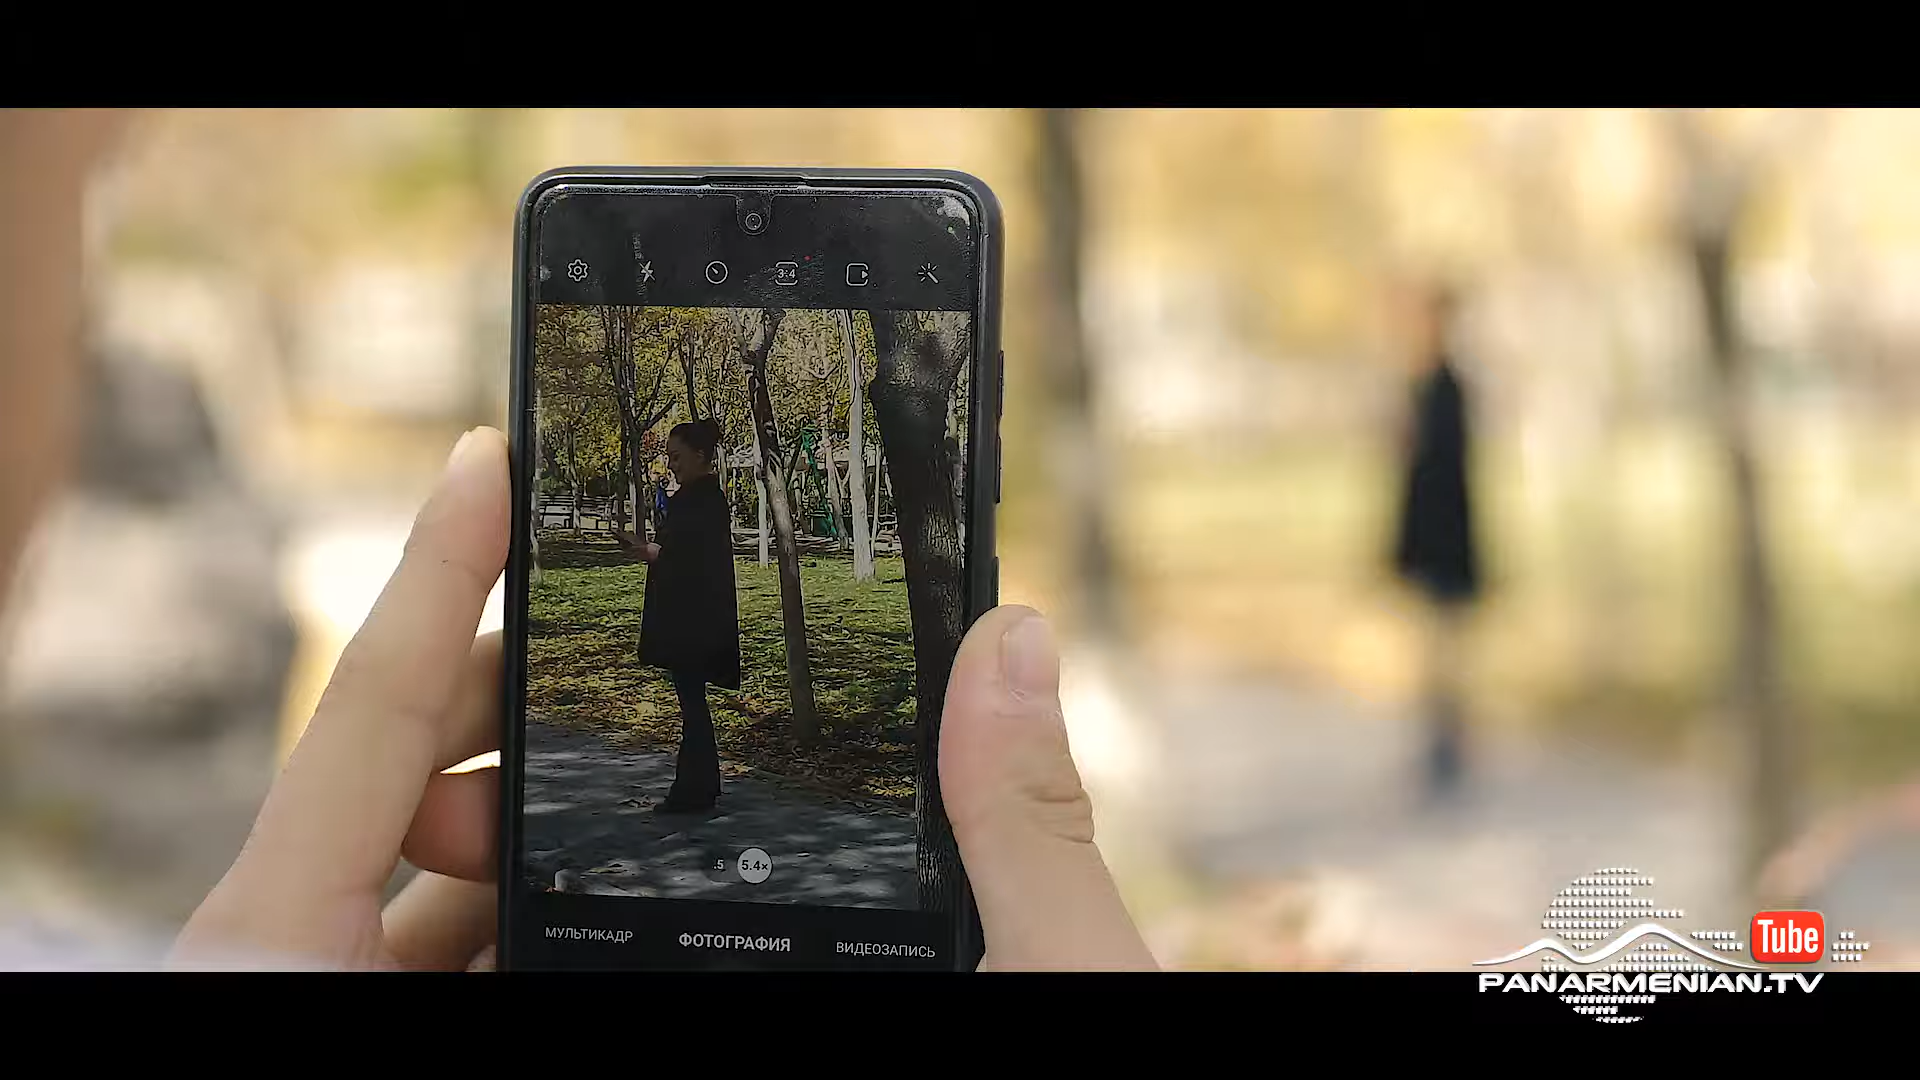 3:4
.5 5.4×
МУЛЬТИКАДР ФОТОГРАФИЯ ВИДЕОЗАПИСЬ
Tube
PANARMENIAN.TV